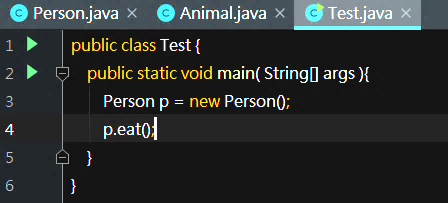 Person.java × Animal.java × Test.java ×
1 public class Test {
2 public static void main( String[] args ){
3 Person p = new Person();
4 p.eat();
5 }
6 }